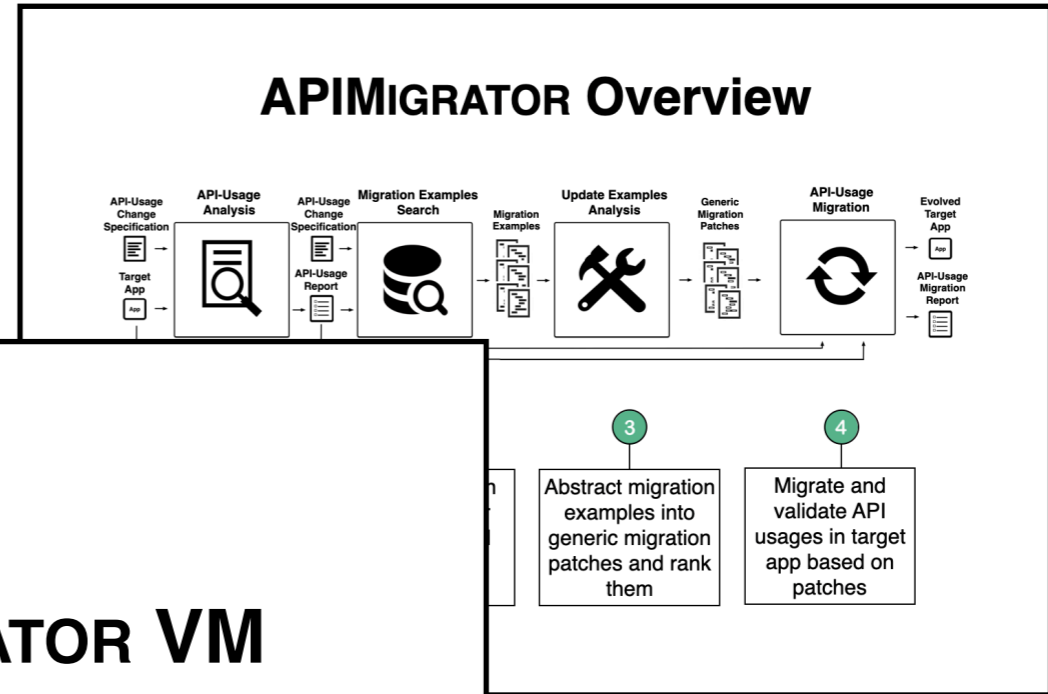 APIMIGRATOR Overview
API-Usage
Change
Specification
Target
App
App
API-Usage
Analysis
API-Usage
Change
Specification
API-Usage
Report
Migration Examples
Search
Migration
Examples
Update Examples
Analysis
Generic
Migration
Patches
API-Usage
Migration
Evolved
Target
App
App
API-Usage
Migration
Report
3
Abstract migration
examples into
generic migration
patches and rank
them
4
Migrate and
validate API
usages in target
app based on
patches
ATOR VM